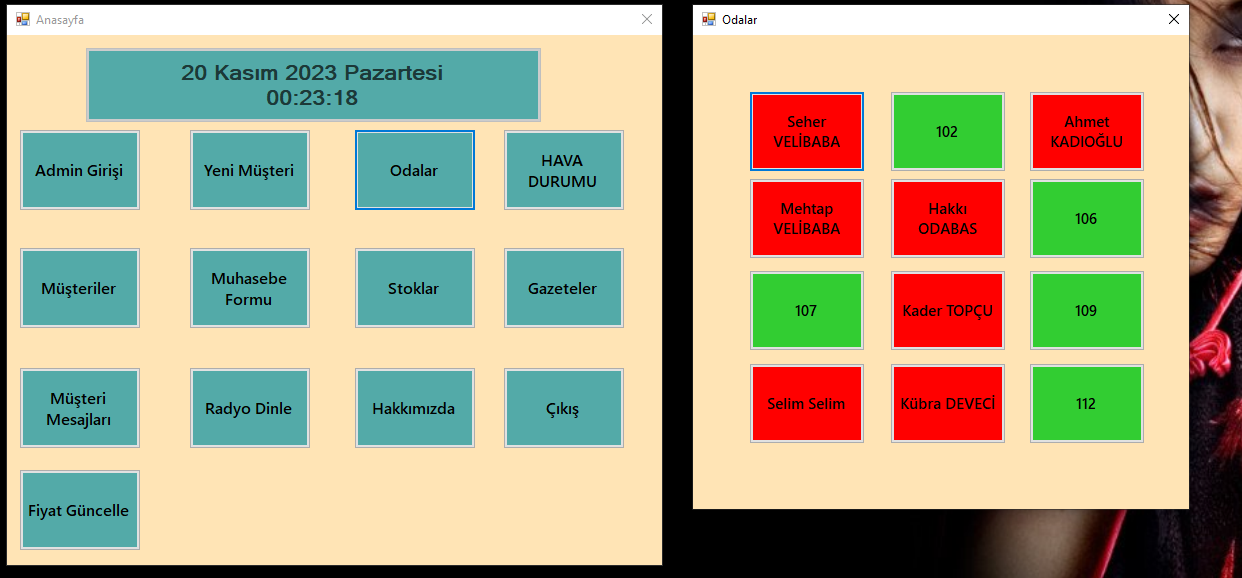 Anasayfa
20 Kasım 2023 Pazartesi
00:23:18
Admin Girişi
Yeni Müşteri
Odalar
HAVA
DURUMU
Müşteriler
Muhasebe
Formu
Stoklar
Gazeteler
Müşteri
Mesajları
Radyo Dinle
Hakkımızda
Çıkış
Fiyat Güncelle
Odalar
Seher
VELİBABA
102
Ahmet
KADIOĞLU
Mehtap
VELİBABA
Hakkı
ODABAS
106
107
Kader TOPÇU
109
Selim Selim
Kübra DEVECİ
112